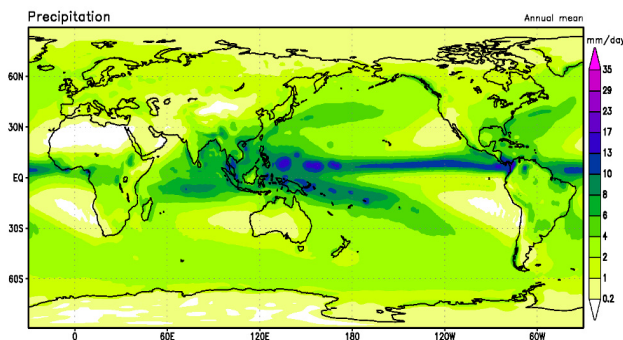 Precipitation
Annual mean
mm/day
35
29
23
17
13
10
8
6
4
2
1
0.2
60N
30N
EQ
30S
60S
0
60E
120E
180
120W
60W